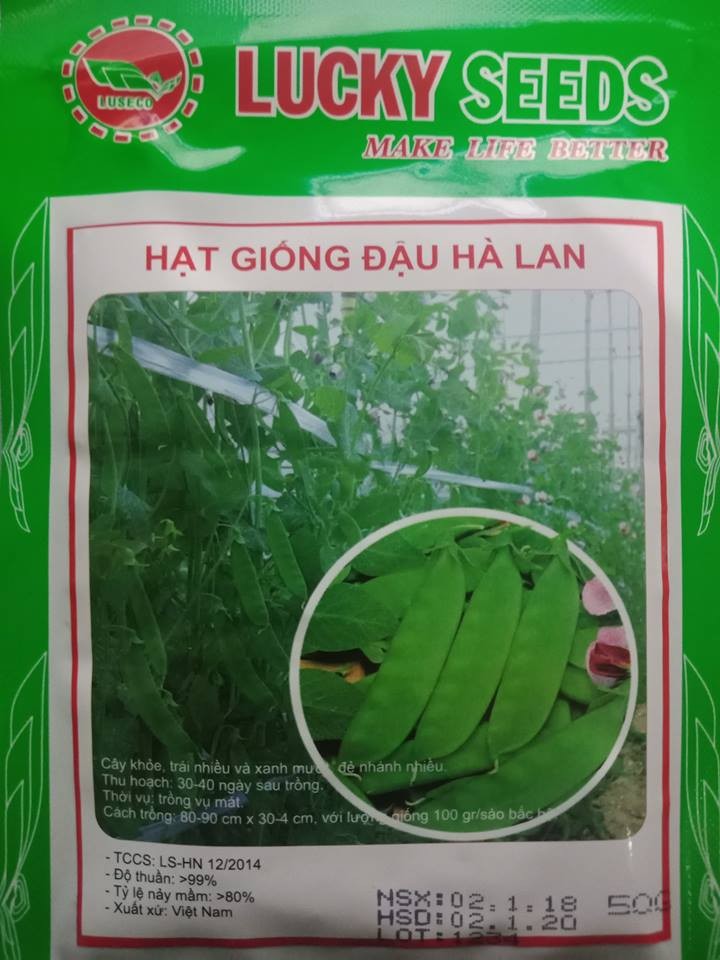 LUSECO
LUCKY SEEDS
MAKE LIFE BETTER
HẠT GIỐNG ĐẬU HÀ LAN
Cây khỏe, trái nhiều và xanh mướt, đẻ nhánh nhiều.
Thu hoạch: 30-40 ngày sau trồng.
Thời vụ: trồng vụ mát.
Cách trồng: 80-90 cm x 30-4 cm, với lượng giống 100 gr/sào bắc
- TCCS: LS-HN 12/2014
- Độ thuần: >99%
- Tỷ lệ nảy mầm: >80%
- Xuất xứ: Việt Nam
NSX:02.1.18 50G
HSD:02.1.20
LOT:1234